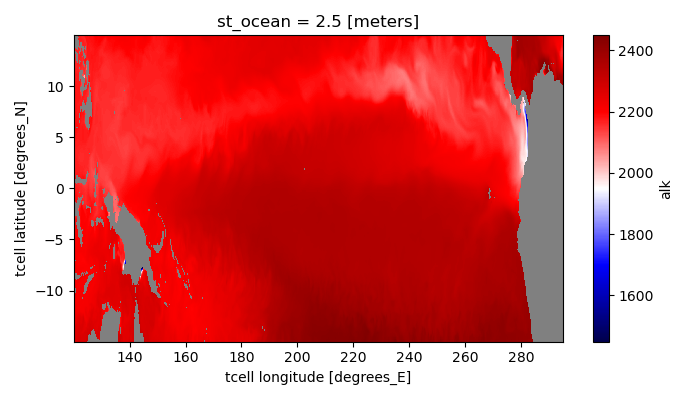 st_ocean = 2.5 [meters]
10
5
0
−5
−10
tcell latitude [degrees_N]
140 160 180 200 220 240 260 280
tcell longitude [degrees_E]
2400
2200
2000
1800
1600
alk